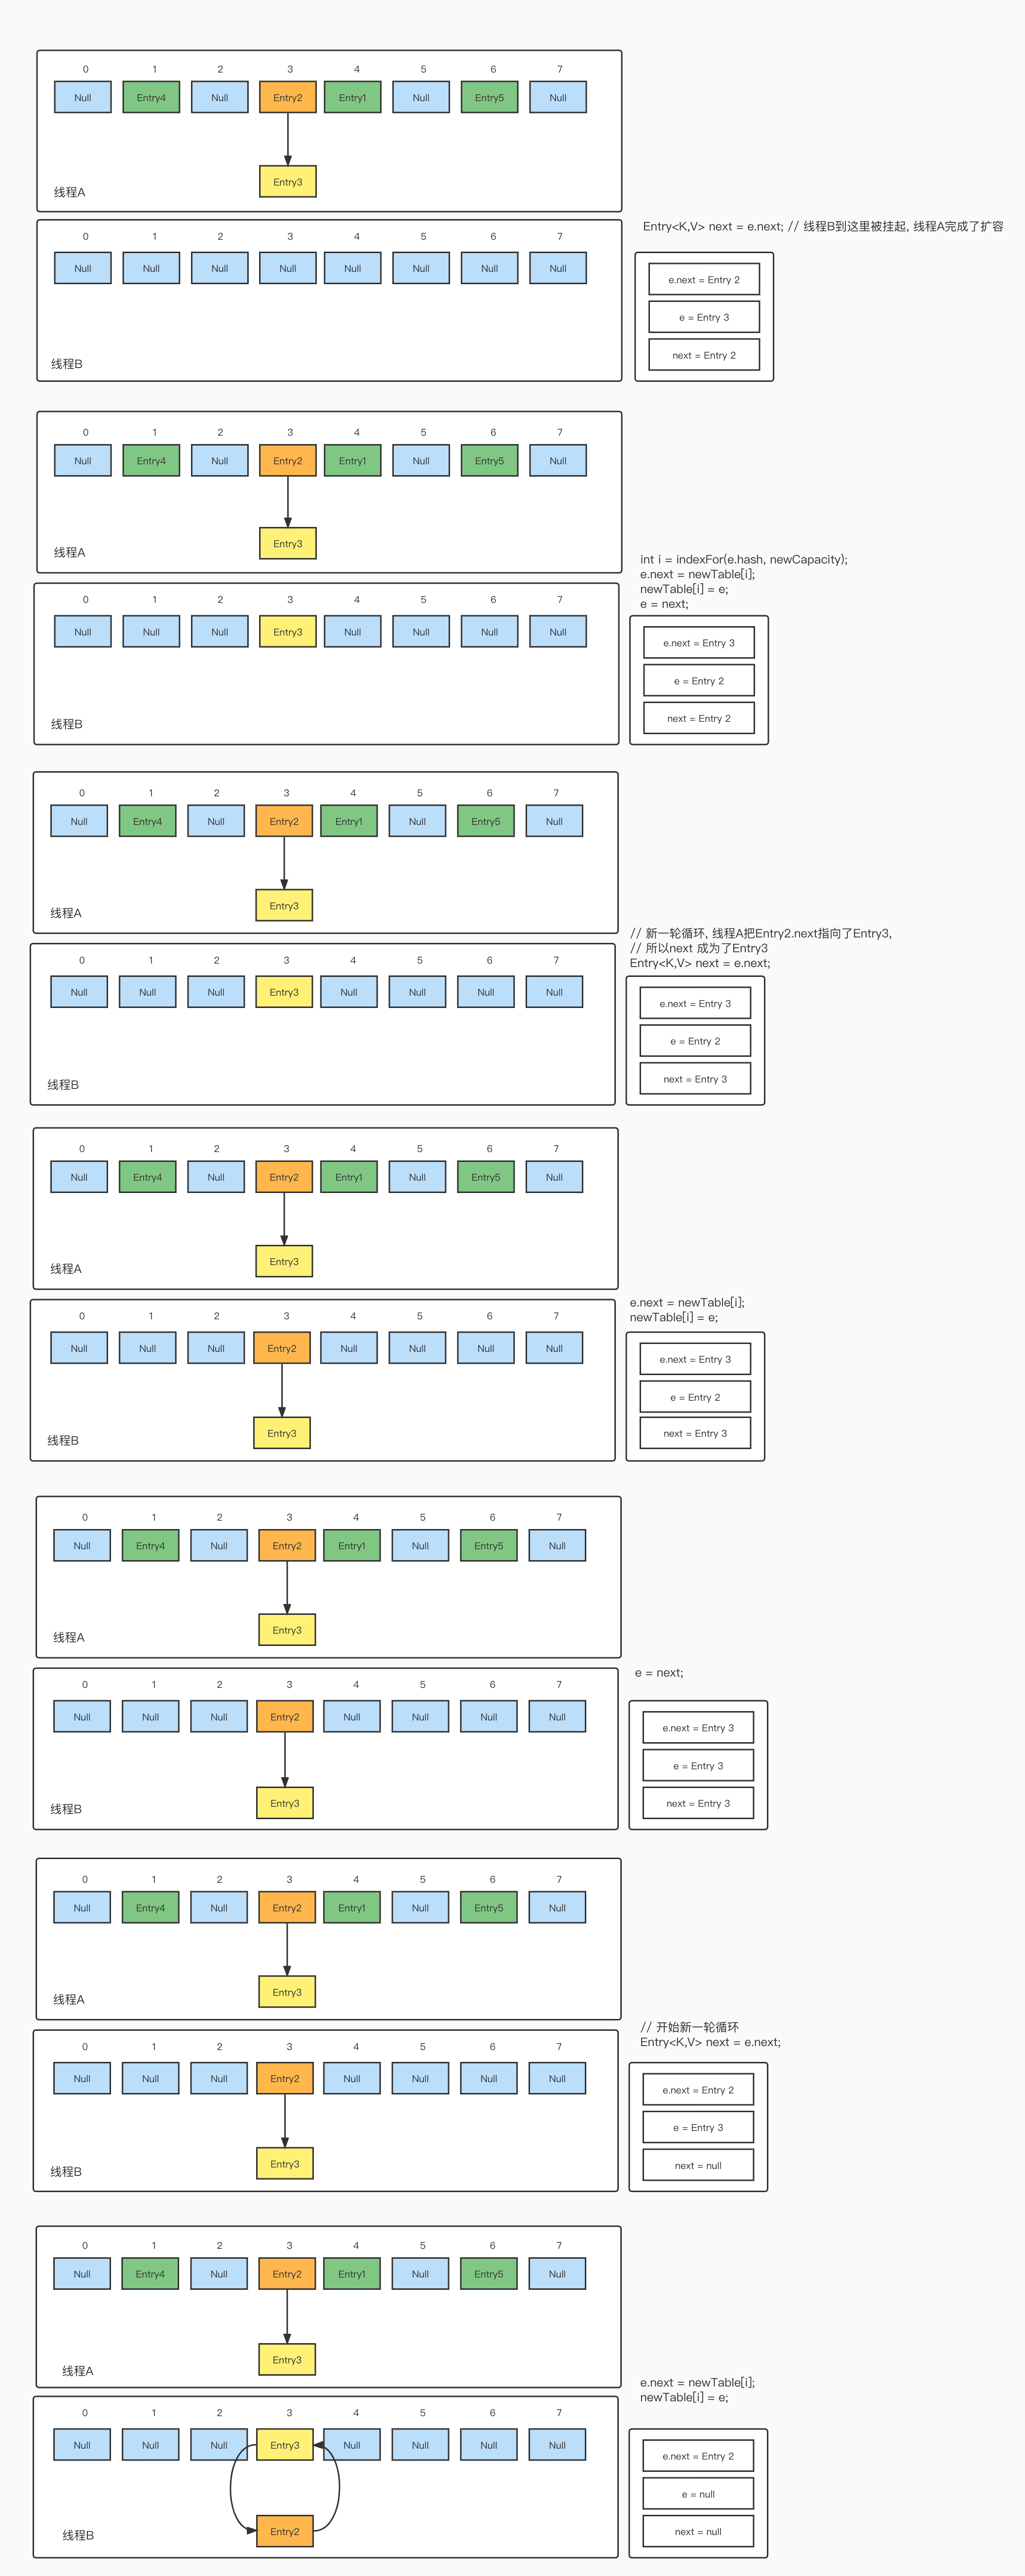 0 1 2 3 4 5 6 7
Null Entry4 Null Entry2 Entry1 Null Entry5 Null
Entry3
线程A
Entry<K,V> next = e.next; // 线程B到这里被挂起, 线程A完成了扩容
0 1 2 3 4 5 6 7
Null Null Null Null Null Null Null Null
线程B
e.next = Entry 2
e = Entry 3
next = Entry 2
0 1 2 3 4 5 6 7
Null Entry4 Null Entry2 Entry1 Null Entry5 Null
Entry3
线程A
int i = indexFor(e.hash, newCapacity);
e.next = newTable[i];
newTable[i] = e;
e = next;
0 1 2 3 4 5 6 7
Null Null Null Entry3 Null Null Null Null
线程B
e.next = Entry 3
e = Entry 2
next = Entry 2
0 1 2 3 4 5 6 7
Null Entry4 Null Entry2 Entry1 Null Entry5 Null
Entry3
线程A
// 新一轮循环, 线程A把Entry2.next指向了Entry3,
// 所以next 成为了Entry3
Entry<K,V> next = e.next;
0 1 2 3 4 5 6 7
Null Null Null Entry3 Null Null Null Null
线程B
e.next = Entry 3
e = Entry 2
next = Entry 3
0 1 2 3 4 5 6 7
Null Entry4 Null Entry2 Entry1 Null Entry5 Null
Entry3
线程A
e.next = newTable[i];
newTable[i] = e;
0 1 2 3 4 5 6 7
Null Null Null Entry2 Null Null Null Null
Entry3
线程B
e.next = Entry 3
e = Entry 2
next = Entry 3
0 1 2 3 4 5 6 7
Null Entry4 Null Entry2 Entry1 Null Entry5 Null
Entry3
线程A
e = next;
0 1 2 3 4 5 6 7
Null Null Null Entry2 Null Null Null Null
Entry3
线程B
e.next = Entry 3
e = Entry 3
next = Entry 3
0 1 2 3 4 5 6 7
Null Entry4 Null Entry2 Entry1 Null Entry5 Null
Entry3
线程A
// 开始新一轮循环
Entry<K,V> next = e.next;
0 1 2 3 4 5 6 7
Null Null Null Entry2 Null Null Null Null
Entry3
线程B
e.next = Entry 2
e = Entry 3
next = null
0 1 2 3 4 5 6 7
Null Entry4 Null Entry2 Entry1 Null Entry5 Null
Entry3
线程A
e.next = newTable[i];
newTable[i] = e;
0 1 2 3 4 5 6 7
Null Null Null Entry3 Null Null Null Null
Entry2
线程B
e.next = Entry 2
e = null
next = null